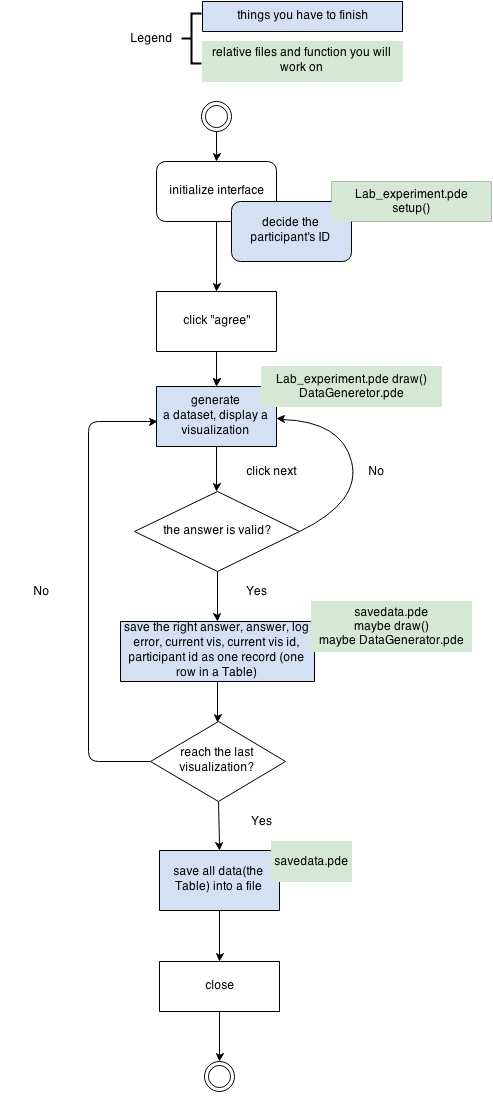 things you have to finish
Legend
relative files and function you will
work on
initialize interface
Lab_experiment.pde
setup()
decide the
participant's ID
click "agree"
Lab_experiment.pde draw()
DataGeneretor.pde
generate
a dataset, display a
visualization
click next
No
the answer is valid?
No
Yes
savedata.pde
maybe draw()
maybe DataGenerator.pde
save the right answer, answer, log
error, current vis, current vis id,
participant id as one record (one
row in a Table)
reach the last
visualization?
Yes
savedata.pde
save all data(the
Table) into a file
close